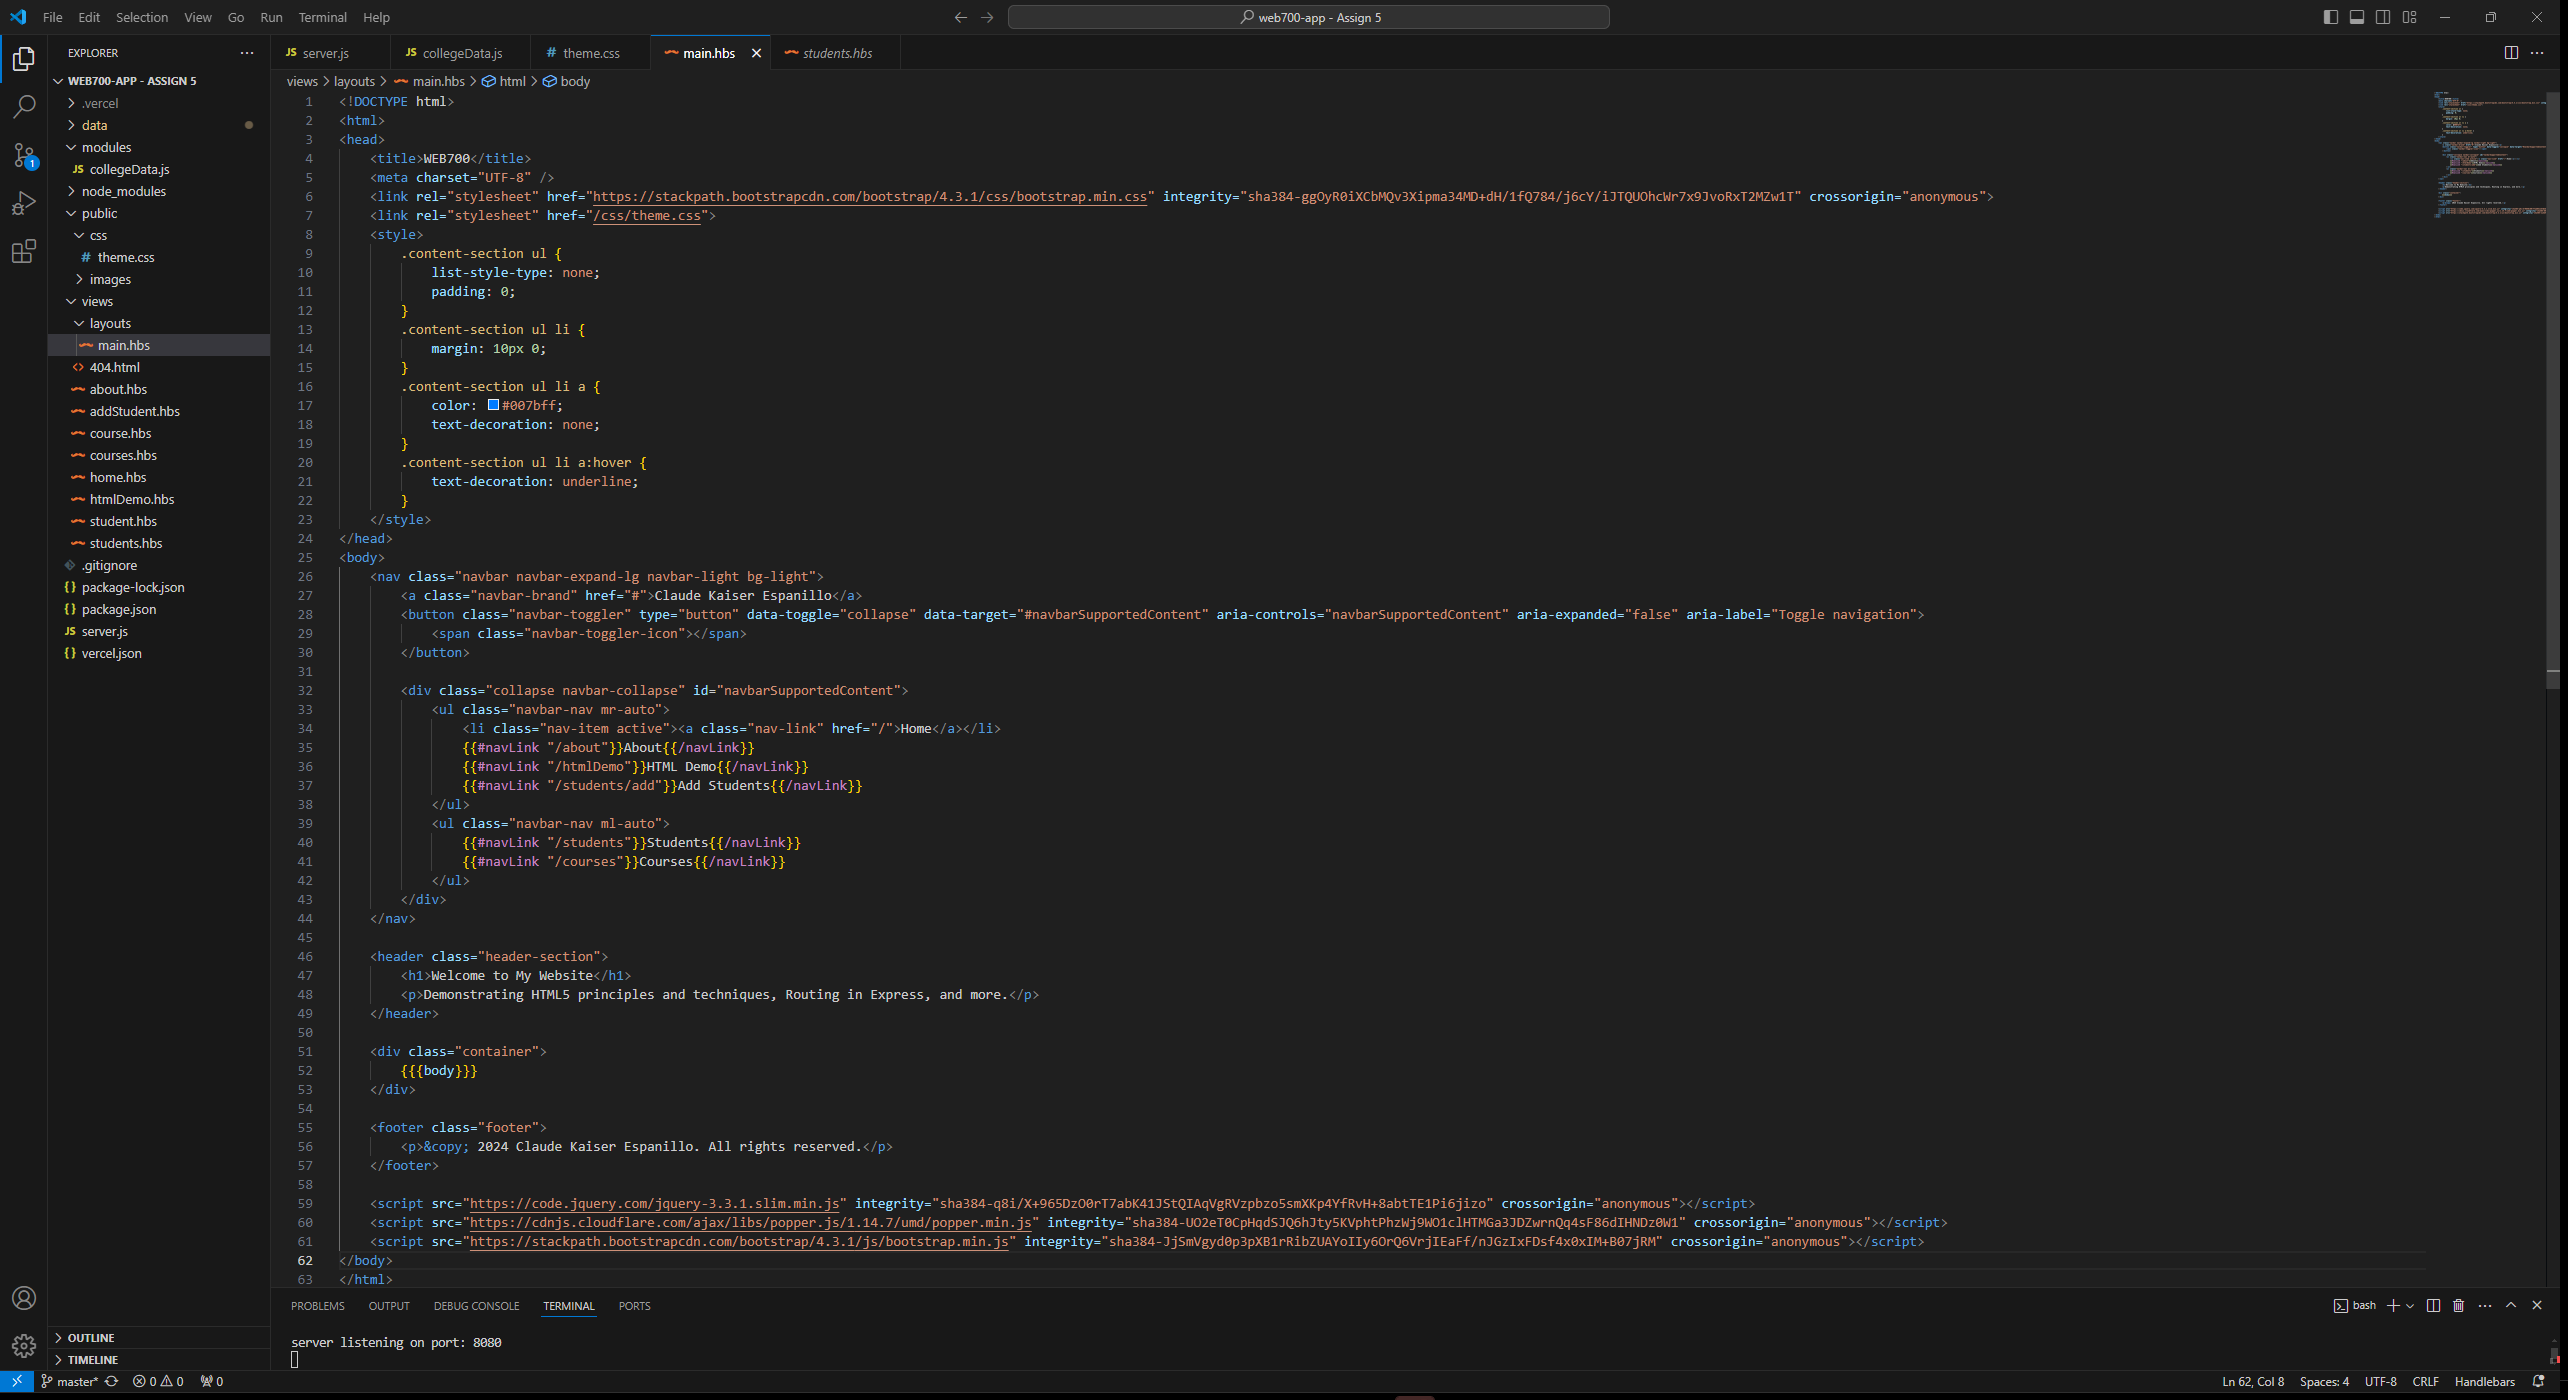 File Edit Selection View Go Run Terminal Help
web700-app - Assign 5
EXPLORER
WEB700-APP - ASSIGN 5
.vercel
data
modules
JS collegeData.js
node_modules
public
css
# theme.css
images
views
layouts
main.hbs
<> 404.html
about.hbs
addStudent.hbs
course.hbs
courses.hbs
home.hbs
htmlDemo.hbs
student.hbs
students.hbs
.gitignore
{} package-lock.json
{} package.json
JS server.js
{} vercel.json
OUTLINE
TIMELINE
1
JS server.js JS collegeData.js # theme.css main.hbs students.hbs
views > layouts > main.hbs > html > body
1 <!DOCTYPE html>
2 <html>
3 <head>
4 <title>WEB700</title>
5 <meta charset="UTF-8" />
6 <link rel="stylesheet" href="https://stackpath.bootstrapcdn.com/bootstrap/4.3.1/css/bootstrap.min.css" integrity="sha384-ggOyR0iXCbMQv3Xipma34MD+dH/1fQ784/j6cY/iJTQUOhcWr7x9JvoRxT2MZw1T" crossorigin="anonymous">
7 <link rel="stylesheet" href="/css/theme.css">
8 <style>
9 .content-section ul {
10 list-style-type: none;
11 padding: 0;
12 }
13 .content-section ul li {
14 margin: 10px 0;
15 }
16 .content-section ul li a {
17 color: #007bff;
18 text-decoration: none;
19 }
20 .content-section ul li a:hover {
21 text-decoration: underline;
22 }
23 </style>
24 </head>
25 <body>
26 <nav class="navbar navbar-expand-lg navbar-light bg-light">
27 <a class="navbar-brand" href="#">Claude Kaiser Espanillo</a>
28 <button class="navbar-toggler" type="button" data-toggle="collapse" data-target="#navbarSupportedContent" aria-controls="navbarSupportedContent" aria-expanded="false" aria-label="Toggle navigation">
29 <span class="navbar-toggler-icon"></span>
30 </button>
31
32 <div class="collapse navbar-collapse" id="navbarSupportedContent">
33 <ul class="navbar-nav mr-auto">
34 <li class="nav-item active"><a class="nav-link" href="/">Home</a></li>
35 {{#navLink "/about"}}About{{/navLink}}
36 {{#navLink "/htmlDemo"}}HTML Demo{{/navLink}}
37 {{#navLink "/students/add"}}Add Students{{/navLink}}
38 </ul>
39 <ul class="navbar-nav ml-auto">
40 {{#navLink "/students"}}Students{{/navLink}}
41 {{#navLink "/courses"}}Courses{{/navLink}}
42 </ul>
43 </div>
44 </nav>
45
46 <header class="header-section">
47 <h1>Welcome to My Website</h1>
48 <p>Demonstrating HTML5 principles and techniques, Routing in Express, and more.</p>
49 </header>
50
51 <div class="container">
52 {{{body}}}
53 </div>
54
55 <footer class="footer">
56 <p>&copy; 2024 Claude Kaiser Espanillo. All rights reserved.</p>
57 </footer>
58
59 <script src="https://code.jquery.com/jquery-3.3.1.slim.min.js" integrity="sha384-q8i/X+965DzO0rT7abK41JStQIAqVgRVzpbzo5smXKp4YfRvH+8abtTE1Pi6jizo" crossorigin="anonymous"></script>
60 <script src="https://cdnjs.cloudflare.com/ajax/libs/popper.js/1.14.7/umd/popper.min.js" integrity="sha384-UO2eT0CpHqdSJQ6hJty5KVphtPhzWj9WO1clHTMGa3JDZwrnQq4sF86dIHNDz0W1" crossorigin="anonymous"></script>
61 <script src="https://stackpath.bootstrapcdn.com/bootstrap/4.3.1/js/bootstrap.min.js" integrity="sha384-JjSmVgyd0p3pXB1rRibZUAYoIIy6OrQ6VrjIEaFf/nJGzIxFDsf4x0xIM+B07jRM" crossorigin="anonymous"></script>
62 </body>
63 </html>
PROBLEMS OUTPUT DEBUG CONSOLE TERMINAL PORTS
bash
server listening on port: 8080
master* 0 0 0
Ln 62, Col 8 Spaces: 4 UTF-8 CRLF Handlebars